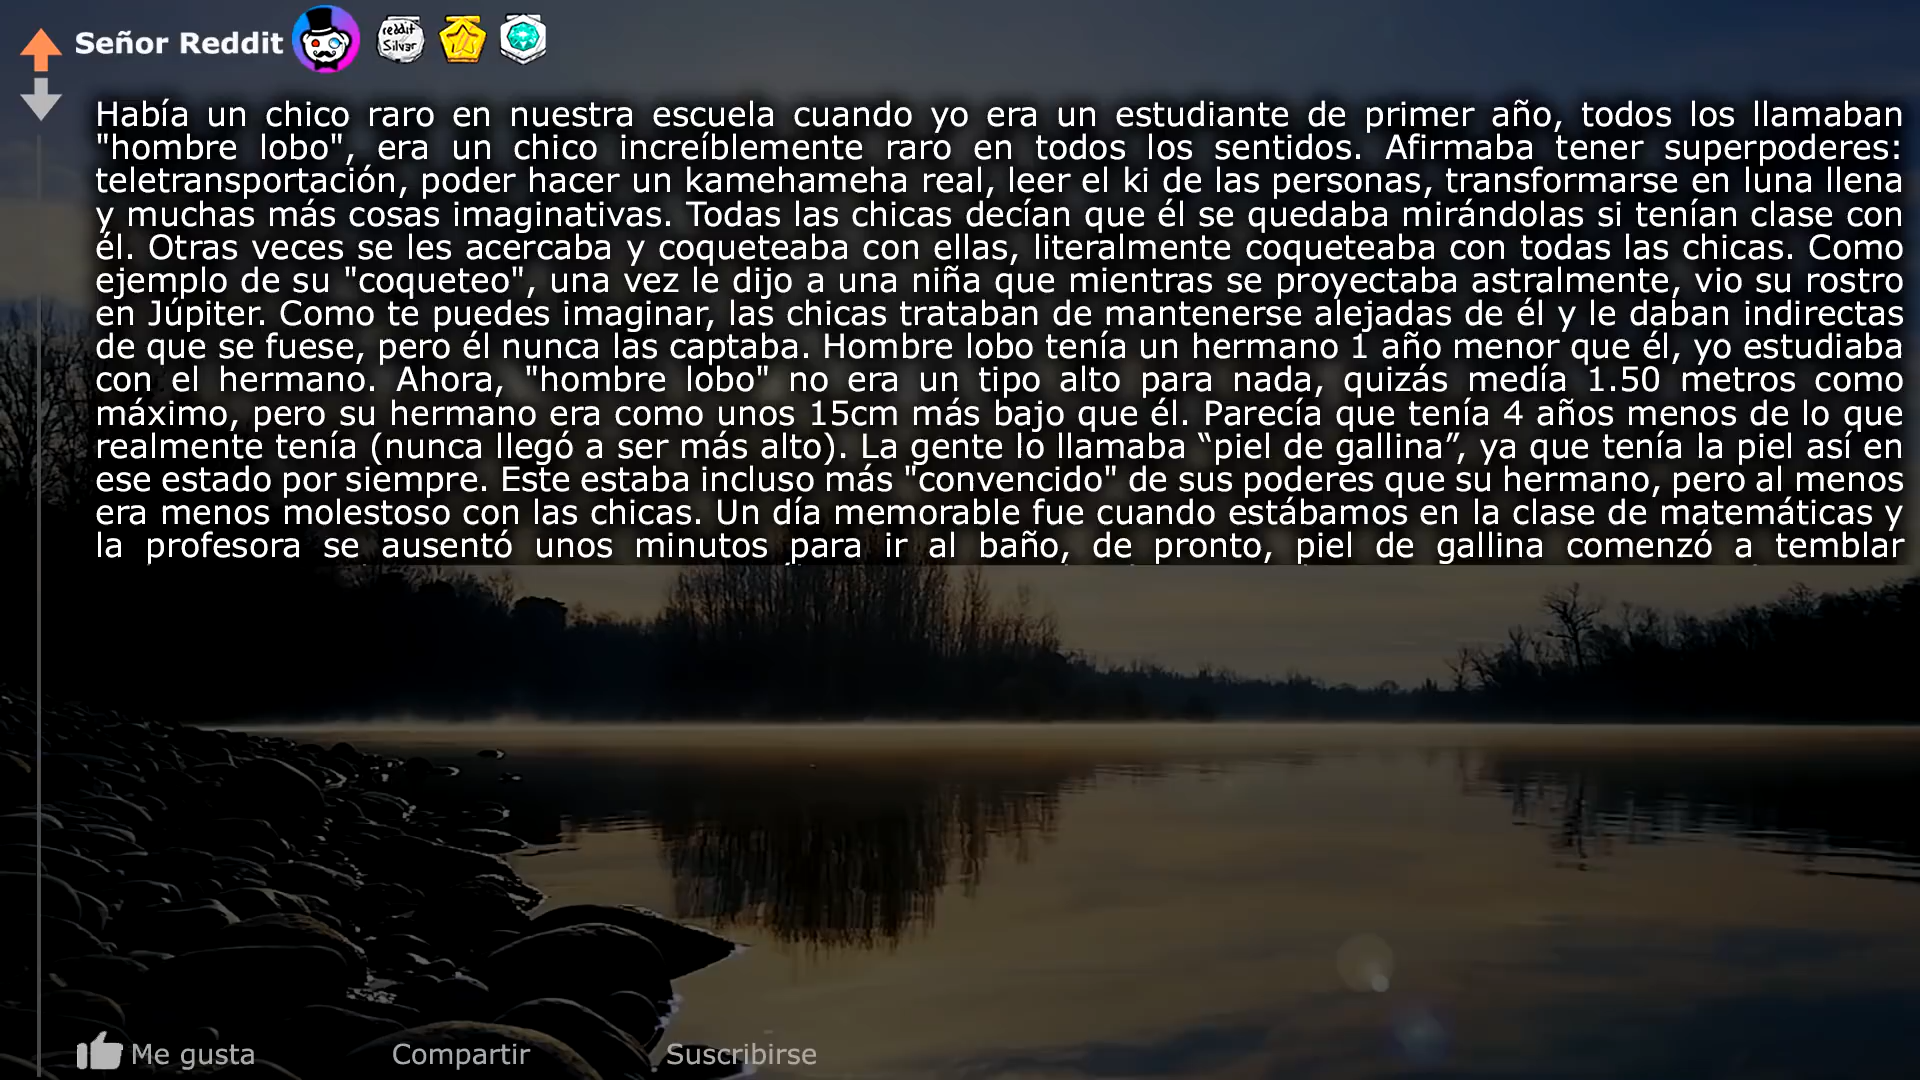 Señor Reddit
reddit
Silver
Había un chico raro en nuestra escuela cuando yo era un estudiante de primer año, todos los llamaban
"hombre lobo", era un chico increíblemente raro en todos los sentidos. Afirmaba tener superpoderes:
teletransportación, poder hacer un kamehameha real, leer el ki de las personas, transformarse en luna llena
y muchas más cosas imaginativas. Todas las chicas decían que él se quedaba mirándolas si tenían clase con
él. Otras veces se les acercaba y coqueteaba con ellas, literalmente coqueteaba con todas las chicas. Como
ejemplo de su "coqueteo", una vez le dijo a una niña que mientras se proyectaba astralmente, vio su rostro
en Júpiter. Como te puedes imaginar, las chicas trataban de mantenerse alejadas de él y le daban indirectas
de que se fuese, pero él nunca las captaba. Hombre lobo tenía un hermano 1 año menor que él, yo estudiaba
con el hermano. Ahora, "hombre lobo" no era un tipo alto para nada, quizás medía 1.50 metros como
máximo, pero su hermano era como unos 15cm más bajo que él. Parecía que tenía 4 años menos de lo que
realmente tenía (nunca llegó a ser más alto). La gente lo llamaba “piel de gallina”, ya que tenía la piel así en
ese estado por siempre. Este estaba incluso más "convencido" de sus poderes que su hermano, pero al menos
era menos molestoso con las chicas. Un día memorable fue cuando estábamos en la clase de matemáticas y
la profesora se ausentó unos minutos para ir al baño, de pronto, piel de gallina comenzó a temblar
Me gusta
Compartir
Suscribirse